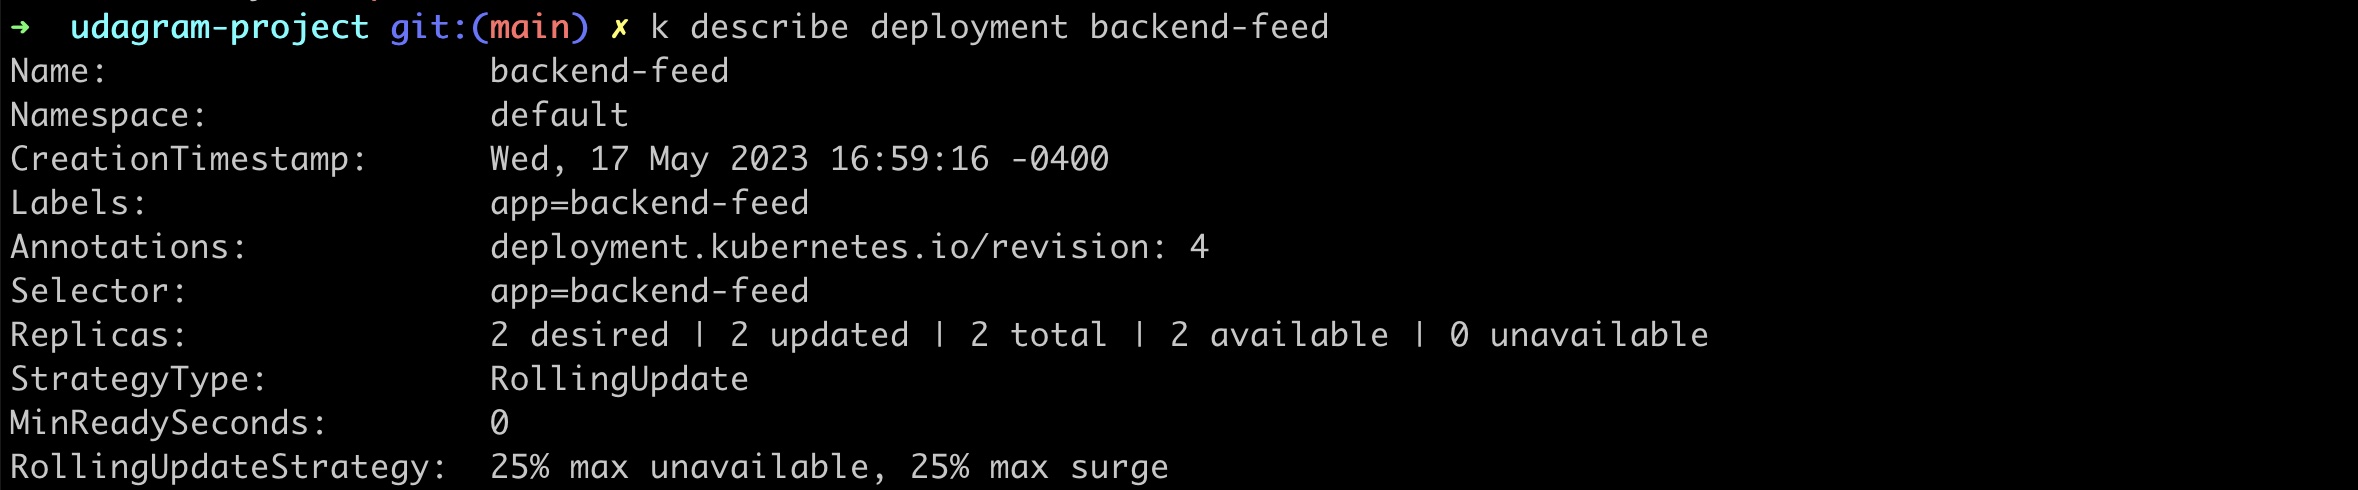 ➜  udagram-project git:(main) ✗ k describe deployment backend-feed
Name:                   backend-feed
Namespace:              default
CreationTimestamp:      Wed, 17 May 2023 16:59:16 -0400
Labels:                 app=backend-feed
Annotations:            deployment.kubernetes.io/revision: 4
Selector:               app=backend-feed
Replicas:               2 desired | 2 updated | 2 total | 2 available | 0 unavailable
StrategyType:           RollingUpdate
MinReadySeconds:        0
RollingUpdateStrategy:  25% max unavailable, 25% max surge